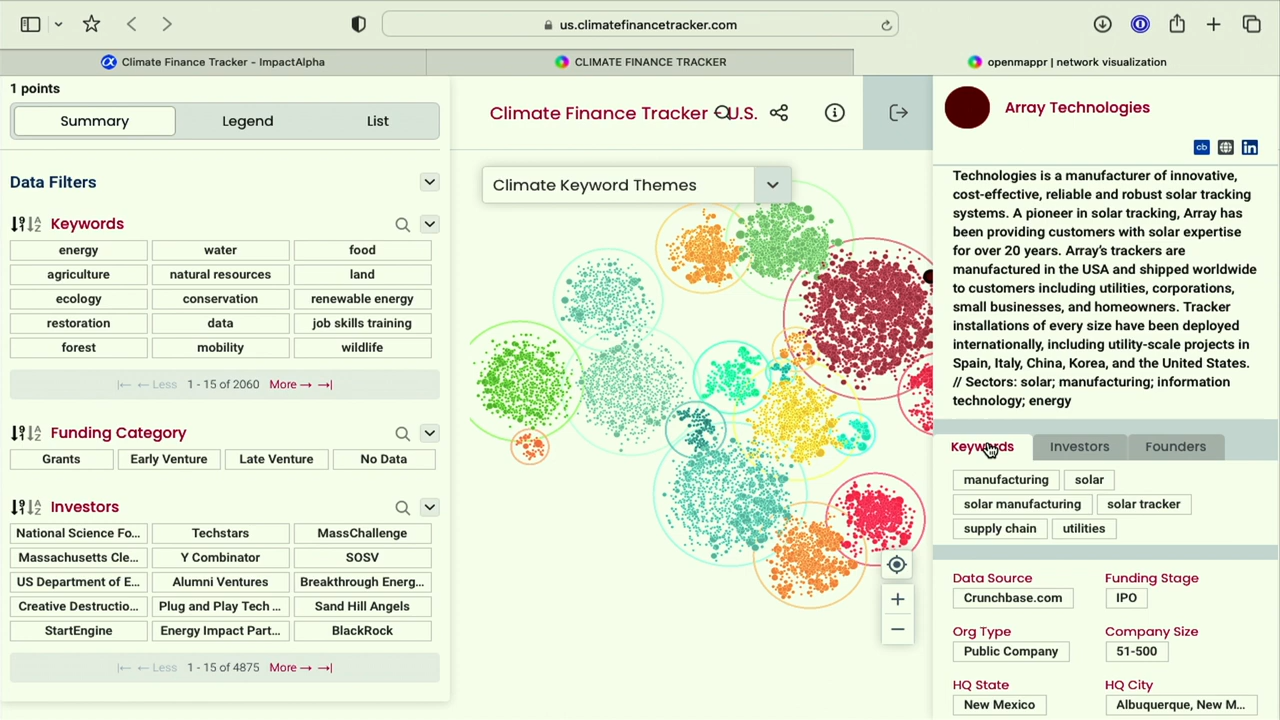 us.climatefinancetracker.com
Climate Finance Tracker - ImpactAlpha
CLIMATE FINANCE TRACKER
openmappr | network visualization
1 points
Summary
Legend
List
Data Filters
Keywords
energy
water
food
agriculture
natural resources
land
ecology
conservation
renewable energy
restoration
data
job skills training
forest
mobility
wildlife
|← ← Less 1 - 15 of 2060 More → →|
Funding Category
Grants
Early Venture
Late Venture
No Data
Investors
National Science Fo...
Techstars
MassChallenge
Massachusetts Cle...
Y Combinator
SOSV
US Department of E...
Alumni Ventures
Breakthrough Energ...
Creative Destructio...
Plug and Play Tech ...
Sand Hill Angels
StartEngine
Energy Impact Part...
BlackRock
|← ← Less 1 - 15 of 4875 More → →|
Climate Finance Tracker - U.S.
Climate Keyword Themes
Array Technologies
cb
in
Technologies is a manufacturer of innovative,
cost-effective, reliable and robust solar tracking
systems. A pioneer in solar tracking, Array has
been providing customers with solar expertise
for over 20 years. Array's trackers are
manufactured in the USA and shipped worldwide
to customers including utilities, corporations,
small businesses, and homeowners. Tracker
installations of every size have been deployed
internationally, including utility-scale projects in
Spain, Italy, China, Korea, and the United States.
// Sectors: solar; manufacturing; information
technology; energy
Keywords
Investors
Founders
manufacturing
solar
solar manufacturing
solar tracker
supply chain
utilities
Data Source
Funding Stage
Crunchbase.com
IPO
Org Type
Company Size
Public Company
51-500
HQ State
HQ City
New Mexico
Albuquerque, New M...